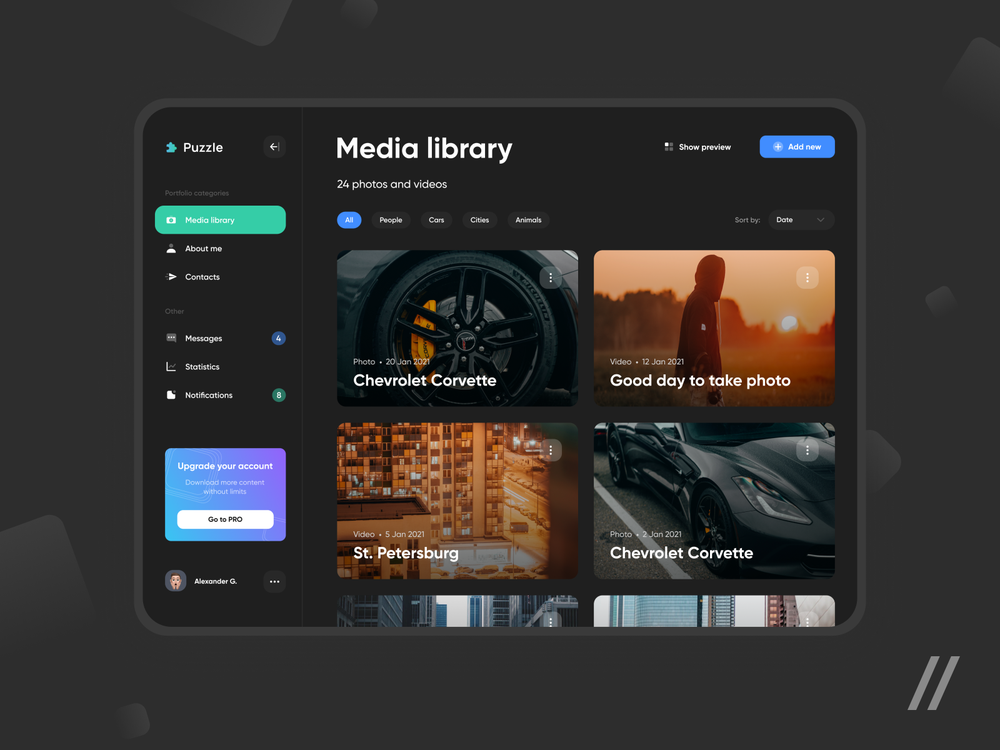 Puzzle
Portfolio categories
Media library
About me
Contacts
Other
Messages 4
Statistics
Notifications 8
Upgrade your account
Download more content
without limits
Go to PRO
Alexander G.
Media library
Show preview
Add new
24 photos and videos
All People Cars Cities Animals
Sort by: Date
Photo • 20 Jan 2021
Chevrolet Corvette
Video • 12 Jan 2021
Good day to take photo
Video • 5 Jan 2021
St. Petersburg
Photo • 2 Jan 2021
Chevrolet Corvette